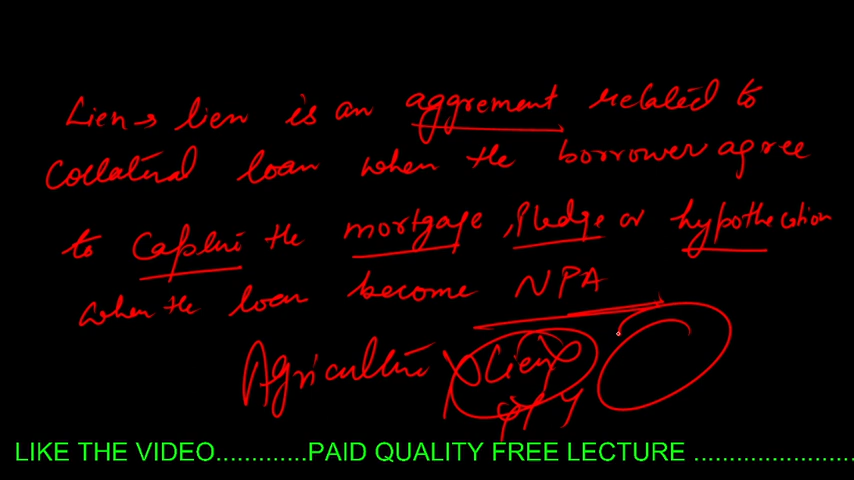 Lien → lien is an aggrement related to
Collateral loan when the borrower agree
to Capture the mortgage, Pledge or hypothecation
when the loan become NPA
Agriculture Lien
LIKE THE VIDEO.............PAID QUALITY FREE LECTURE ......................